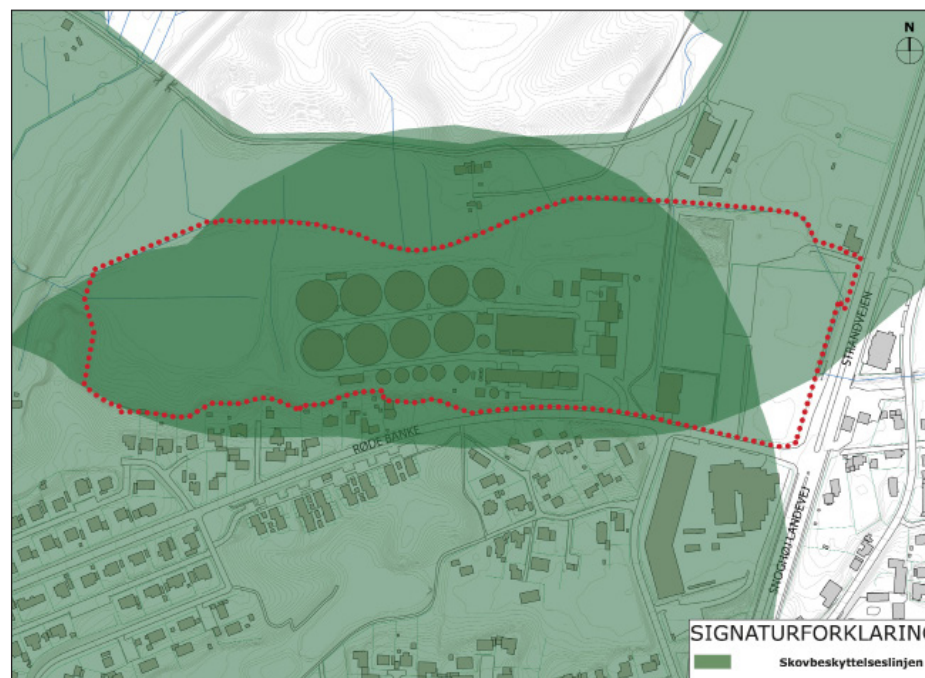 N
STRANDVEJEN
RØDE BANKE
SNOGHØJ LANDEVEJ
SIGNATURFORKLARING
Skovbeskyttelseslinjen